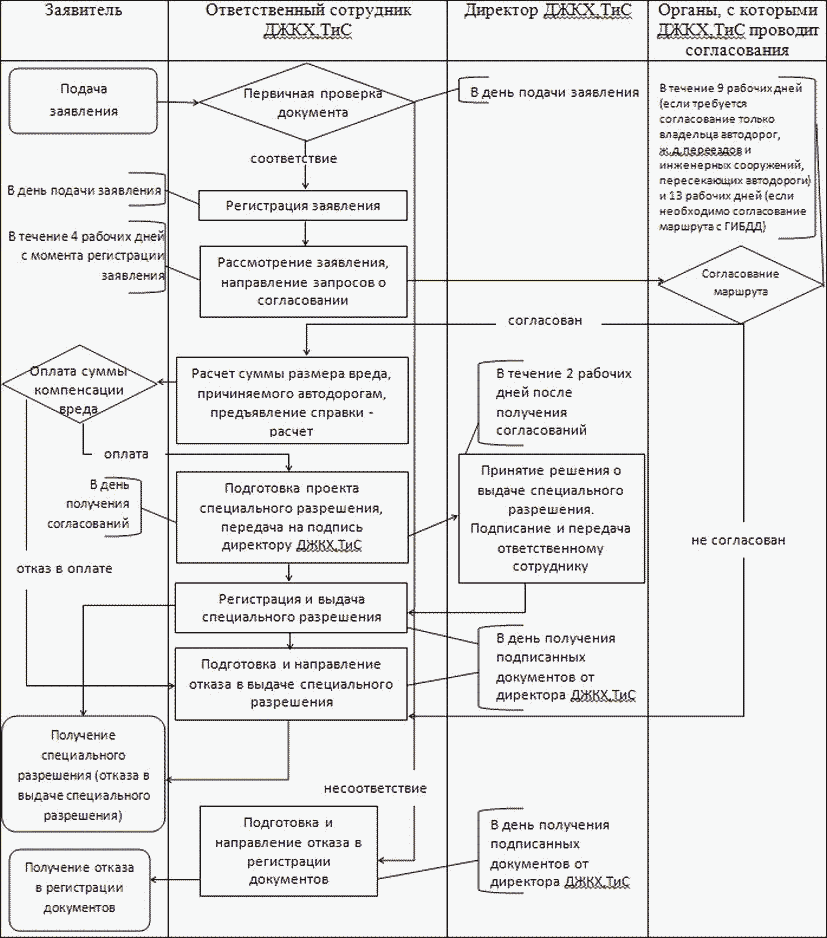 Заявитель
Ответственный сотрудник
ДЖКХ,ТиС
Директор ДЖКХ,ТиС
Органы, с которыми
ДЖКХ,ТиС проводит
согласования
Подача
заявления
Первичная проверка
документа
В день подачи заявления
В течение 9 рабочих дней
(если требуется
согласование только
владельца автодорог,
ж.д.переездов и
инженерных сооружений,
пересекающих автодороги)
и 13 рабочих дней (если
необходимо согласование
маршрута с ГИБДД)
соответствие
В день подачи заявления
Регистрация заявления
В течение 4 рабочих дней
с момента регистрации
заявления
Рассмотрение заявления,
направление запросов о
согласовании
Согласование
маршрута
согласован
Оплата суммы
компенсации
вреда
Расчет суммы размера вреда,
причиняемого автодорогам,
предъявление справки -
расчет
В течение 2 рабочих
дней после
получения
согласований
оплата
В день
получения
согласований
Подготовка проекта
специального разрешения,
передача на подпись
директору ДЖКХ,ТиС
Принятие решения о
выдаче специального
разрешения.
Подписание и передача
ответственному
сотруднику
не согласован
отказ в оплате
Регистрация и выдача
специального разрешения
В день получения
подписанных
документов от
директора ДЖКХ,ТиС
Подготовка и направление
отказа в выдаче специального
разрешения
Получение
специального
разрешения (отказа в
выдаче специального
разрешения)
несоответствие
Подготовка и
направление отказа в
регистрации
документов
В день получения
подписанных
документов от
директора ДЖКХ,ТиС
Получение отказа
в регистрации
документов